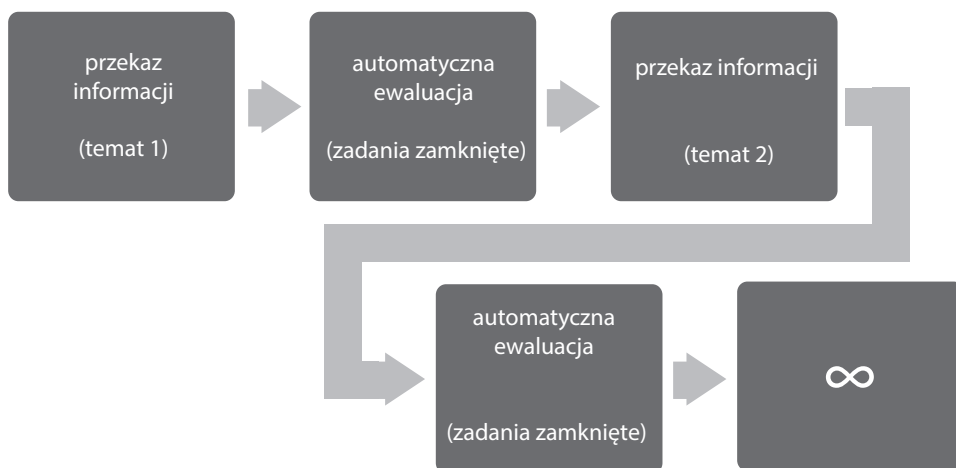 przekaz
informacji
(temat 1)
automatyczna
ewaluacja
(zadania zamknięte)
przekaz informacji
(temat 2)
automatyczna
ewaluacja
(zadania zamknięte)
∞